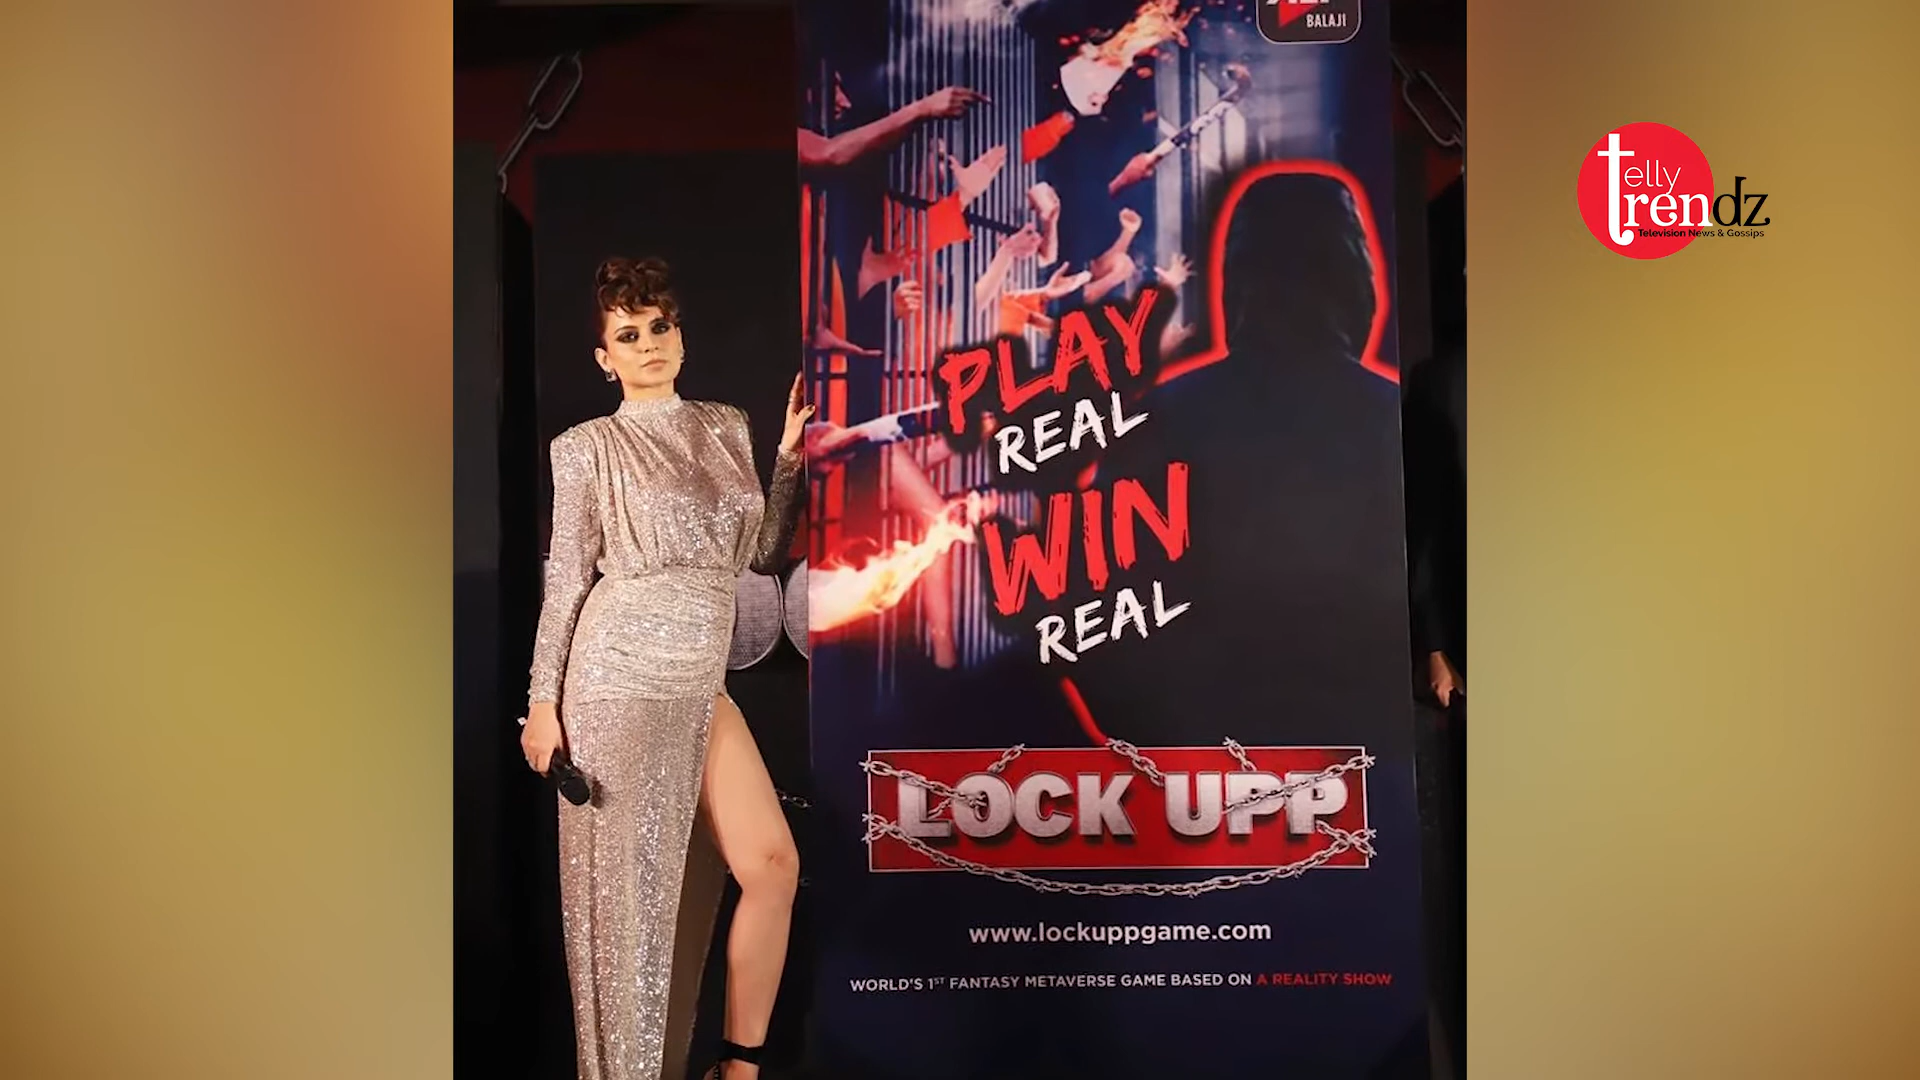 BALAJI
telly
trendz
Television News & Gossips
PLAY
REAL
WIN
REAL
LOCK UPP
www.lockuppgame.com
WORLD'S 1ST FANTASY METAVERSE GAME BASED ON A REALITY SHOW